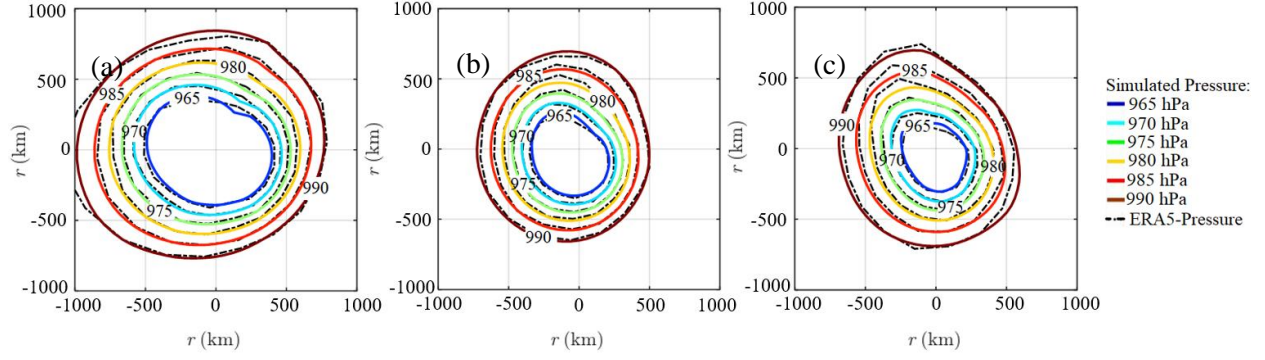 1000
500
0
-500
-1000
-1000 -500 0 500 1000
r (km)
r (km)
(a)
980
985
965
970
975
990
1000
500
0
-500
-1000
-1000 -500 0 500 1000
r (km)
r (km)
(b)
985
980
965
970
975
990
1000
500
0
-500
-1000
-1000 -500 0 500 1000
r (km)
r (km)
(c)
985
990
965
970
980
975
Simulated Pressure:
965 hPa
970 hPa
975 hPa
980 hPa
985 hPa
990 hPa
ERA5-Pressure